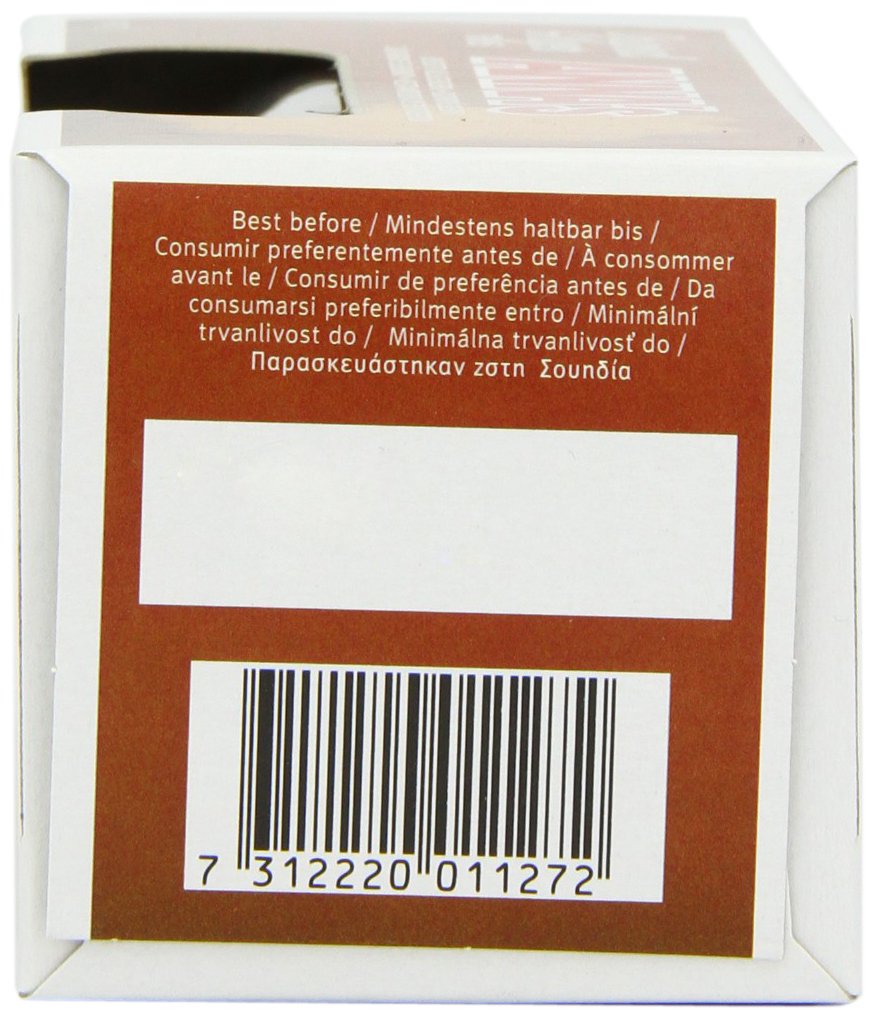 Best before / Mindestens haltbar bis /
Consumir preferentemente antes de / À consommer
avant le / Consumir de preferência antes de / Da
consumarsi preferibilmente entro / Minimální
trvanlivost do / Minimálna trvanlivosť do /
Παρασκευάστηκαν zστη Σουηδία
7 312220 011272